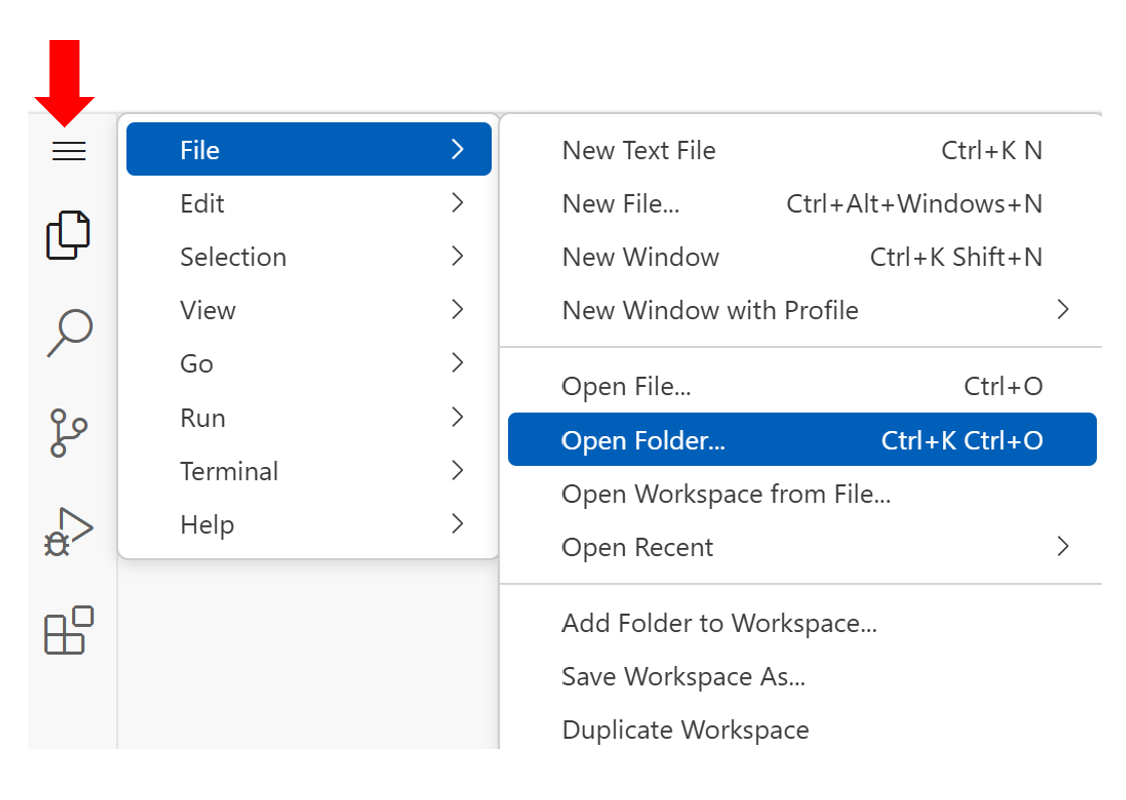 File
Edit
Selection
View
Go
Run
Terminal
Help
New Text File Ctrl+K N
New File... Ctrl+Alt+Windows+N
New Window Ctrl+K Shift+N
New Window with Profile
Open File... Ctrl+O
Open Folder... Ctrl+K Ctrl+O
Open Workspace from File...
Open Recent
Add Folder to Workspace...
Save Workspace As...
Duplicate Workspace